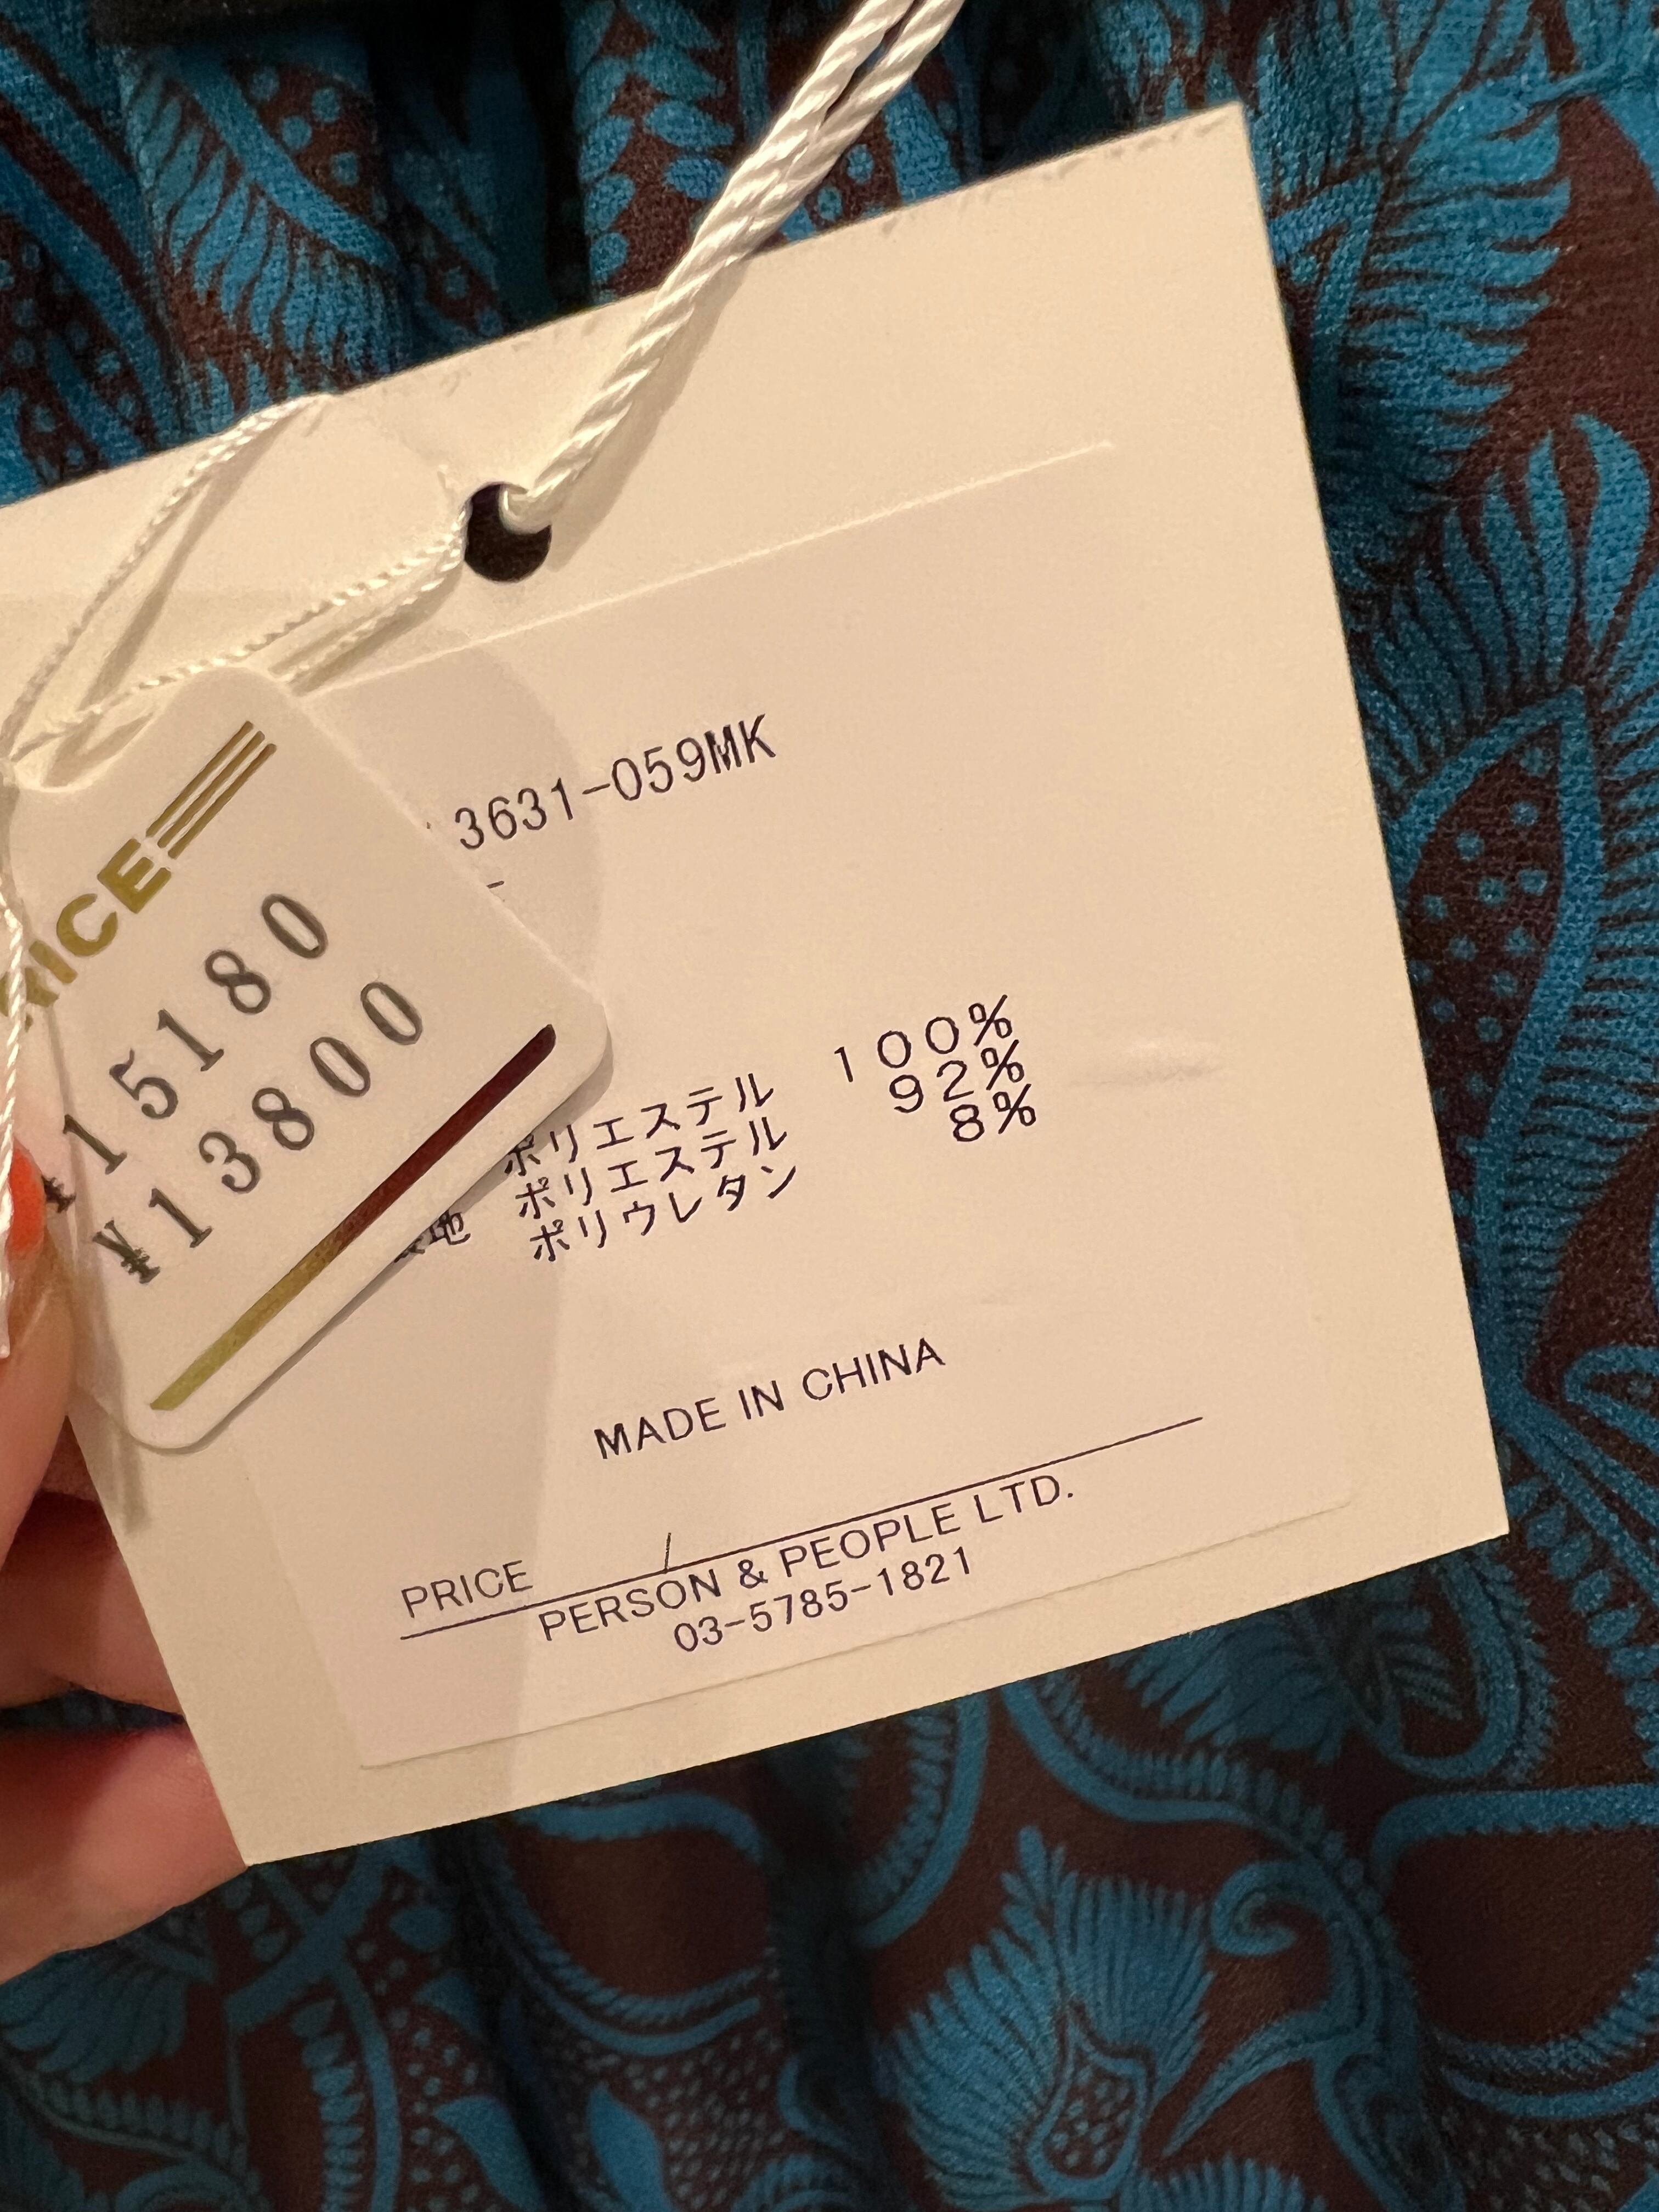 PRICE
¥15180
¥13800
3631-059MK
ポリエステル 100%
ポリエステル 92%
地 ポリウレタン 8%
MADE IN CHINA
PRICE /
PERSON & PEOPLE LTD.
03-5785-1821